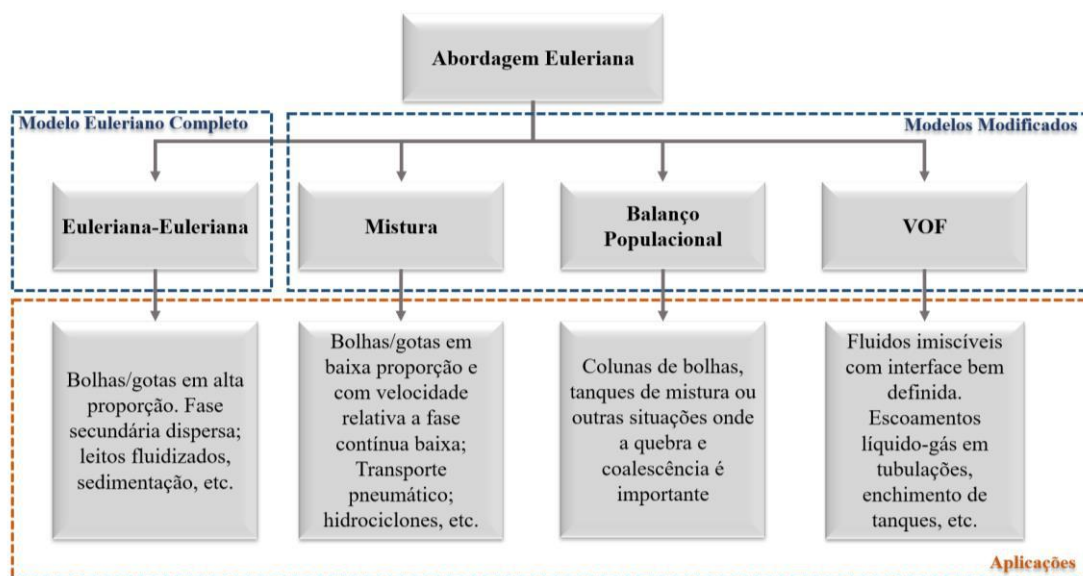 Abordagem Euleriana
Modelo Euleriano Completo
Modelos Modificados
Euleriana-Euleriana
Mistura
Balanço
Populacional
VOF
Bolhas/gotas em alta
proporção. Fase
secundária dispersa;
leitos fluidizados,
sedimentação, etc.
Bolhas/gotas em
baixa proporção e
com velocidade
relativa a fase
contínua baixa;
Transporte
pneumático;
hidrociclones, etc.
Colunas de bolhas,
tanques de mistura ou
outras situações onde
a quebra e
coalescência é
importante
Fluidos imiscíveis
com interface bem
definida.
Escoamentos
líquido-gás em
tubulações,
enchimento de
tanques, etc.
Aplicações